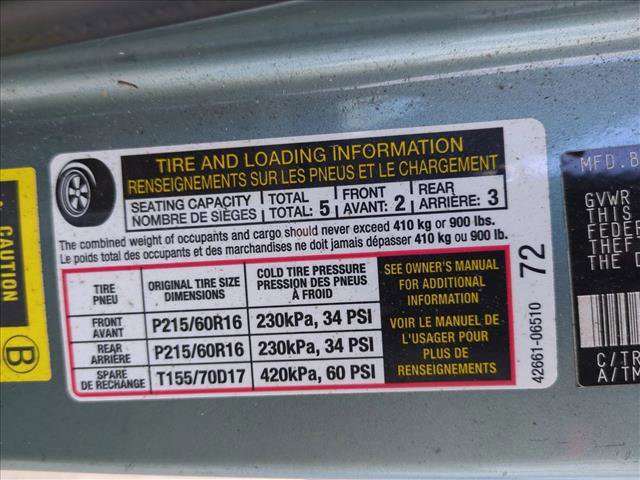 TIRE AND LOADING INFORMATION
RENSEIGNEMENTS SUR LES PNEUS ET LE CHARGEMENT
SEATING CAPACITY TOTAL 5 FRONT 2 REAR 3
NOMBRE DE SIÈGES TOTAL: AVANT: ARRIÈRE:
The combined weight of occupants and cargo should never exceed 410 kg or 900 lbs.
Le poids total des occupants et des marchandises ne doit jamais dépasser 410 kg ou 900 lb.
TIRE
PNEU
ORIGINAL TIRE SIZE
DIMENSIONS
COLD TIRE PRESSURE
PRESSION DES PNEUS
À FROID
FRONT
AVANT
P215/60R16
230kPa, 34 PSI
REAR
ARRIÈRE
P215/60R16
230kPa, 34 PSI
SPARE
DE RECHANGE
T155/70D17
420kPa, 60 PSI
SEE OWNER'S MANUAL
FOR ADDITIONAL
INFORMATION
VOIR LE MANUEL DE
L'USAGER POUR
PLUS DE
RENSEIGNEMENTS
72
42661-06510
CAUTION
B
MFD.B
GVWR
THIS
FEDE
THEF
THE D
C/TR
A/TM